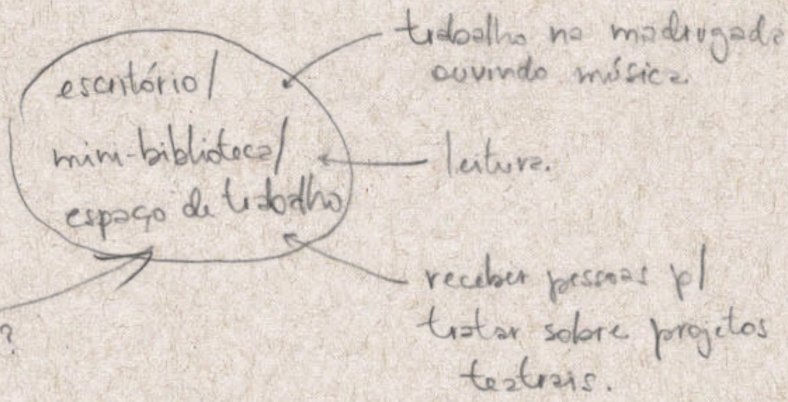 escritório/
mini-biblioteca/
espaço de trabalho
trabalho na madrugada
ouvindo música.
leitura.
receber pessoas p/
tratar sobre projetos
teatrais.
?